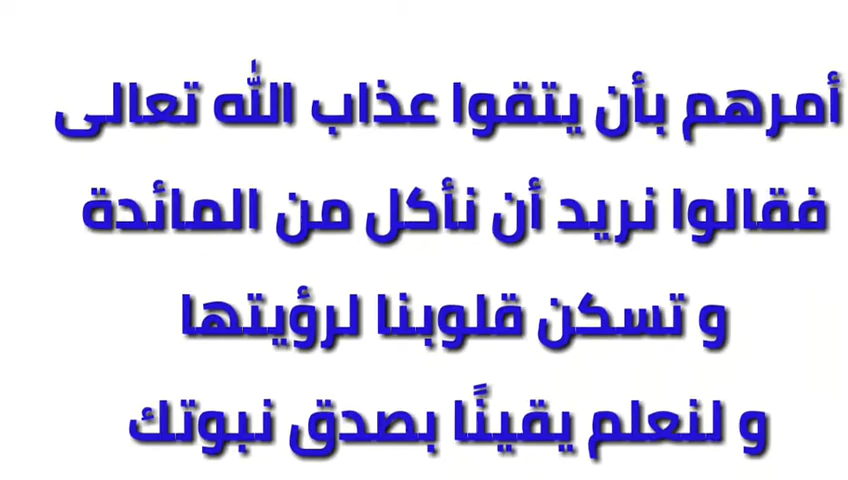 أمرهم بأن يتقوا عذاب الله تعالى
فقالوا نريد أن نأكل من المائدة
و تسكن قلوبنا لرؤيتها
و لنعلم يقينًا بصدق نبوتك